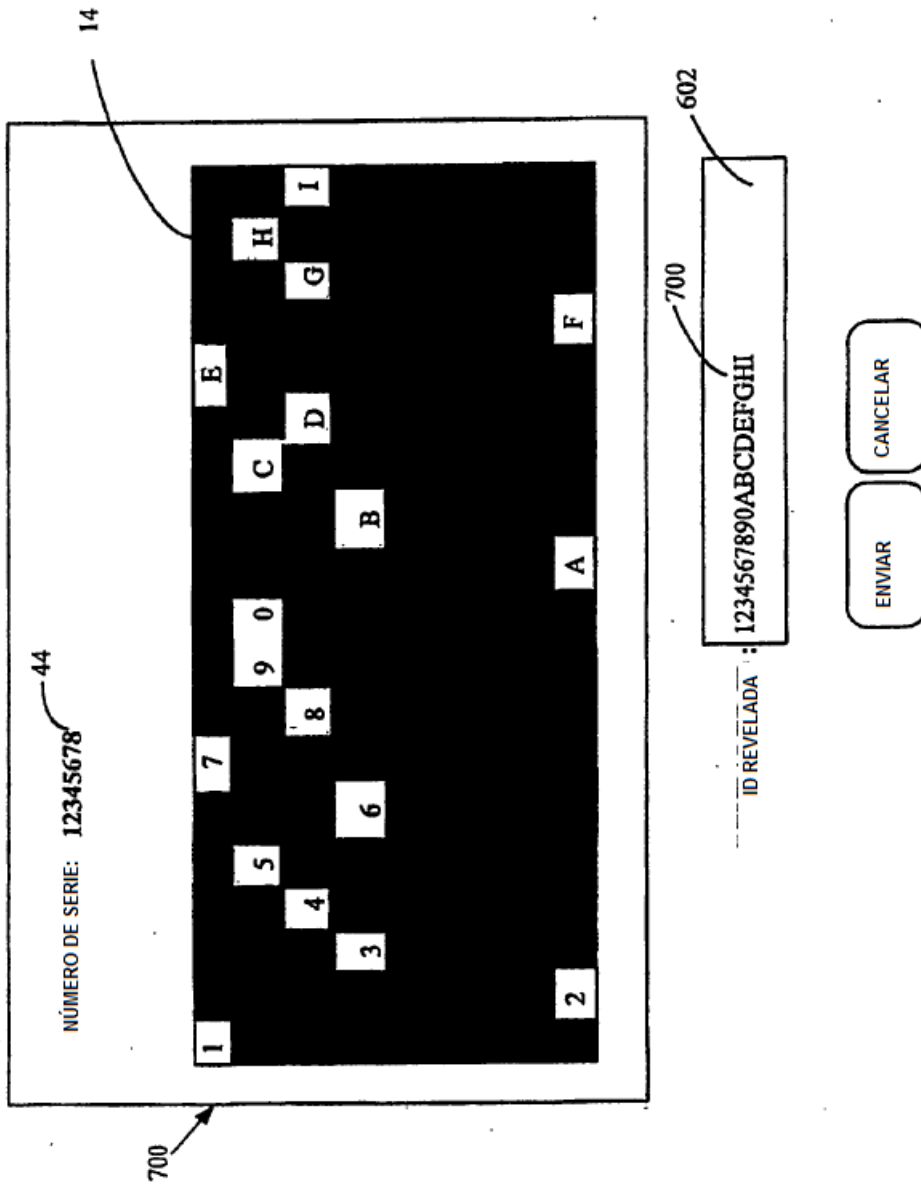 14
NÚMERO DE SERIE: 12345678
44
700
1 7 E
5 9 0 C H
4 8 D G I
3 6 B
2 A F
602
700
ID REVELADA : 1234567890ABCDEFGHI
ENVIAR CANCELAR